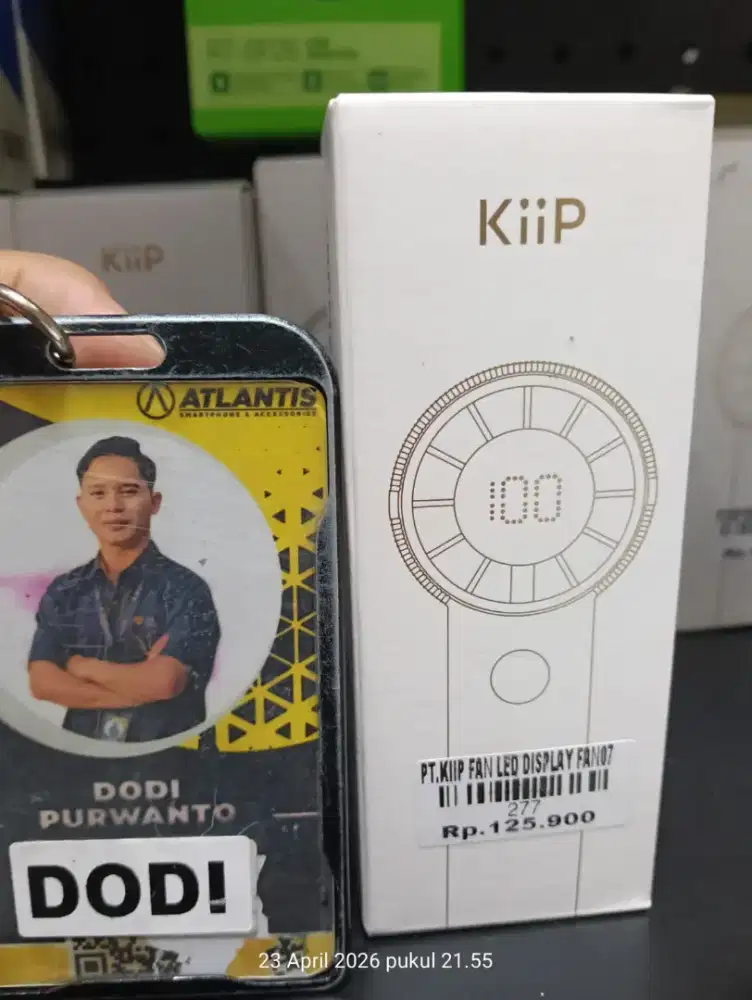 KiiP
KiiP
ATLANTIS
SMARTPHONE & ACCESSORIES
100
DODI
PURWANTO
DODI
PT.KIIP FAN LED DISPLAY FAN07
277
Rp.125.900
23 April 2026 pukul 21.55